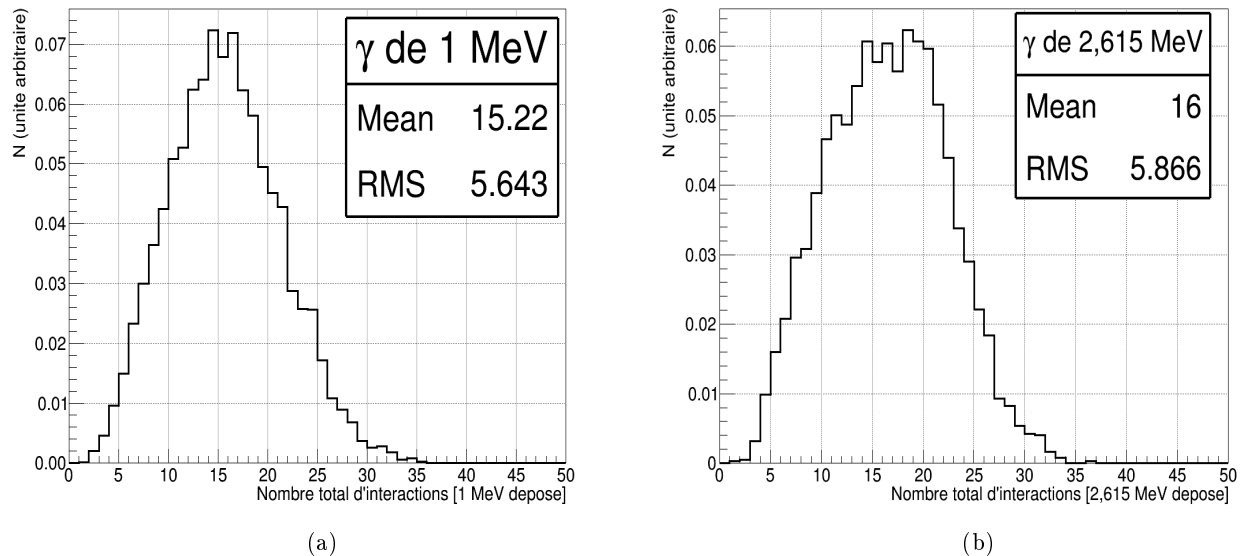 N (unite arbitraire)
0.07
0.06
0.05
0.04
0.03
0.02
0.01
0.00
0 5 10 15 20 25 30 35 40 45 50
Nombre total d'interactions [1 MeV depose]
γ de 1 MeV
Mean 15.22
RMS 5.643
(a)
N (unite arbitraire)
0.06
0.05
0.04
0.03
0.02
0.01
0
0 5 10 15 20 25 30 35 40 45 50
Nombre total d'interactions [2,615 MeV depose]
γ de 2,615 MeV
Mean 16
RMS 5.866
(b)